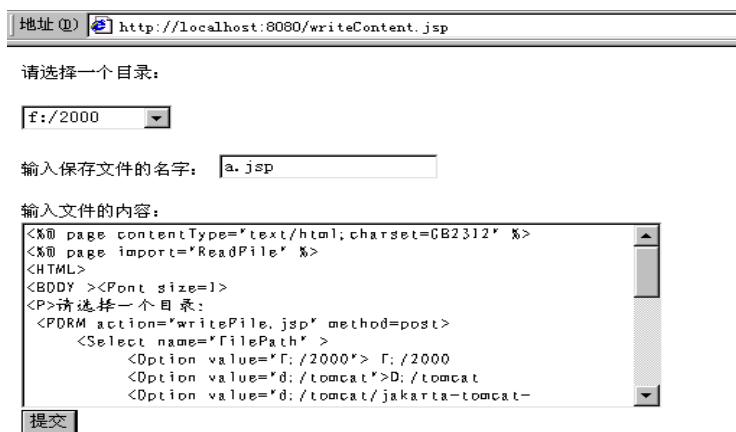 地址(D) http://localhost:8080/writeContent.jsp
请选择一个目录：
f:/2000
输入保存文件的名字： a.jsp
输入文件的内容：
<%@ page contentType="text/html;charset=GB2312" %>
<%@ page import="ReadFile" %>
<HTML>
<BODY ><Font size=1>
<P>请选择一个目录：
<FORM action="writeFile.jsp" method=post>
<Select name="filePath" >
<Option value="f:/2000"> f:/2000
<Option value="d:/tomcat">D:/tomcat
<Option value="d:/tomcat/jakarta-tomcat-
提交